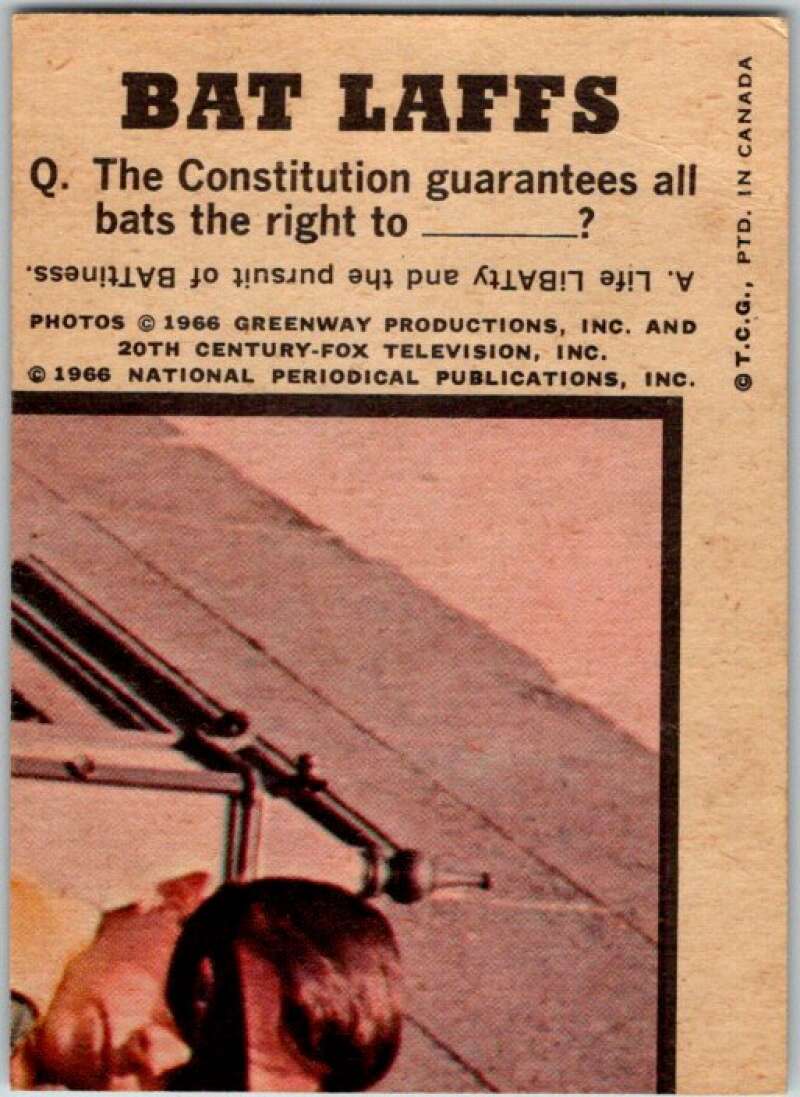 BAT LAFFS
Q. The Constitution guarantees all
bats the right to ________?
A. Life LiBATty and the pursuit of BATtiness.
PHOTOS © 1966 GREENWAY PRODUCTIONS, INC. AND
20TH CENTURY-FOX TELEVISION, INC.
© 1966 NATIONAL PERIODICAL PUBLICATIONS, INC.
© T.C.G., PTD. IN CANADA